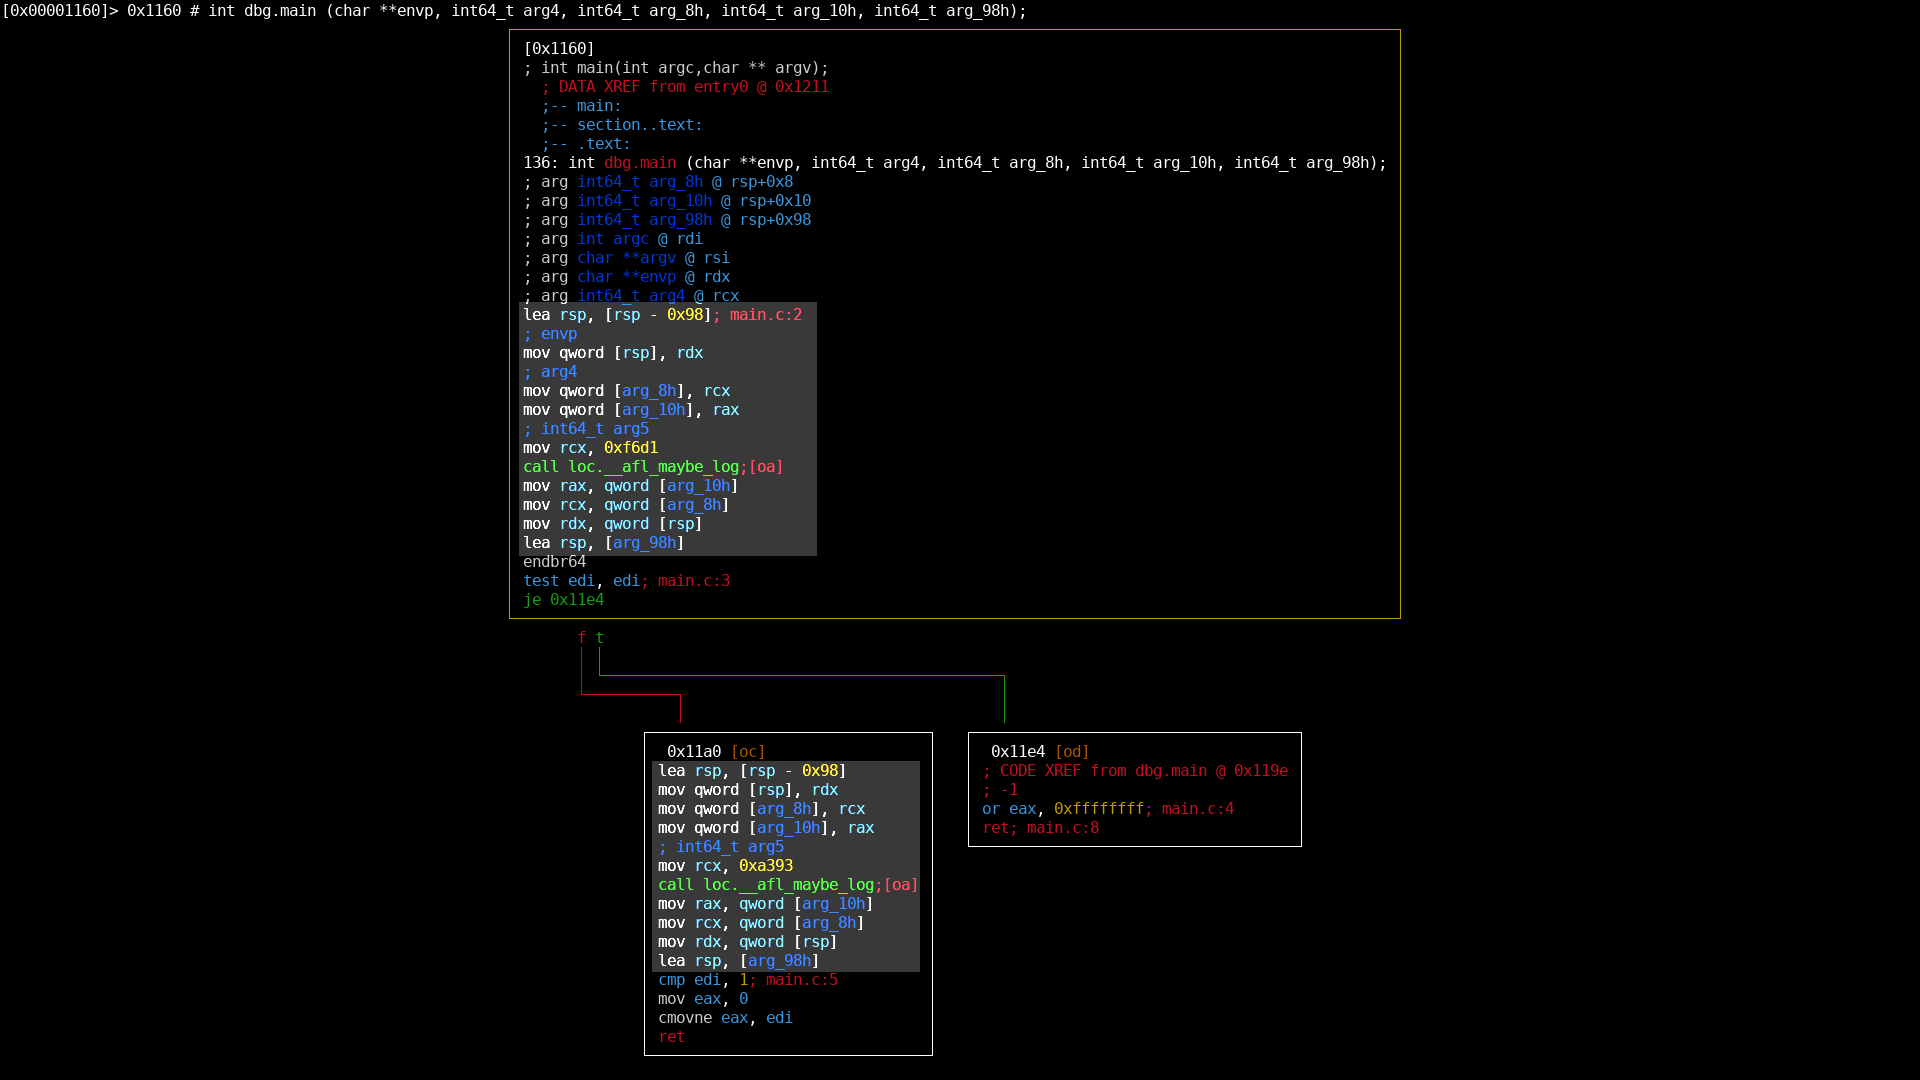 [0x00001160]> 0x1160 # int dbg.main (char **envp, int64_t arg4, int64_t arg_8h, int64_t arg_10h, int64_t arg_98h);
[0x1160]
; int main(int argc,char ** argv);
; DATA XREF from entry0 @ 0x1211
;-- main:
;-- section..text:
;-- .text:
136: int dbg.main (char **envp, int64_t arg4, int64_t arg_8h, int64_t arg_10h, int64_t arg_98h);
; arg int64_t arg_8h @ rsp+0x8
; arg int64_t arg_10h @ rsp+0x10
; arg int64_t arg_98h @ rsp+0x98
; arg int argc @ rdi
; arg char **argv @ rsi
; arg char **envp @ rdx
; arg int64_t arg4 @ rcx
lea rsp, [rsp - 0x98]; main.c:2
; envp
mov qword [rsp], rdx
; arg4
mov qword [arg_8h], rcx
mov qword [arg_10h], rax
; int64_t arg5
mov rcx, 0xf6d1
call loc.__afl_maybe_log;[oa]
mov rax, qword [arg_10h]
mov rcx, qword [arg_8h]
mov rdx, qword [rsp]
lea rsp, [arg_98h]
endbr64
test edi, edi; main.c:3
je 0x11e4
f t
0x11a0 [oc]
lea rsp, [rsp - 0x98]
mov qword [rsp], rdx
mov qword [arg_8h], rcx
mov qword [arg_10h], rax
; int64_t arg5
mov rcx, 0xa393
call loc.__afl_maybe_log;[oa]
mov rax, qword [arg_10h]
mov rcx, qword [arg_8h]
mov rdx, qword [rsp]
lea rsp, [arg_98h]
cmp edi, 1; main.c:5
mov eax, 0
cmovne eax, edi
ret
0x11e4 [od]
; CODE XREF from dbg.main @ 0x119e
; -1
or eax, 0xffffffff; main.c:4
ret; main.c:8